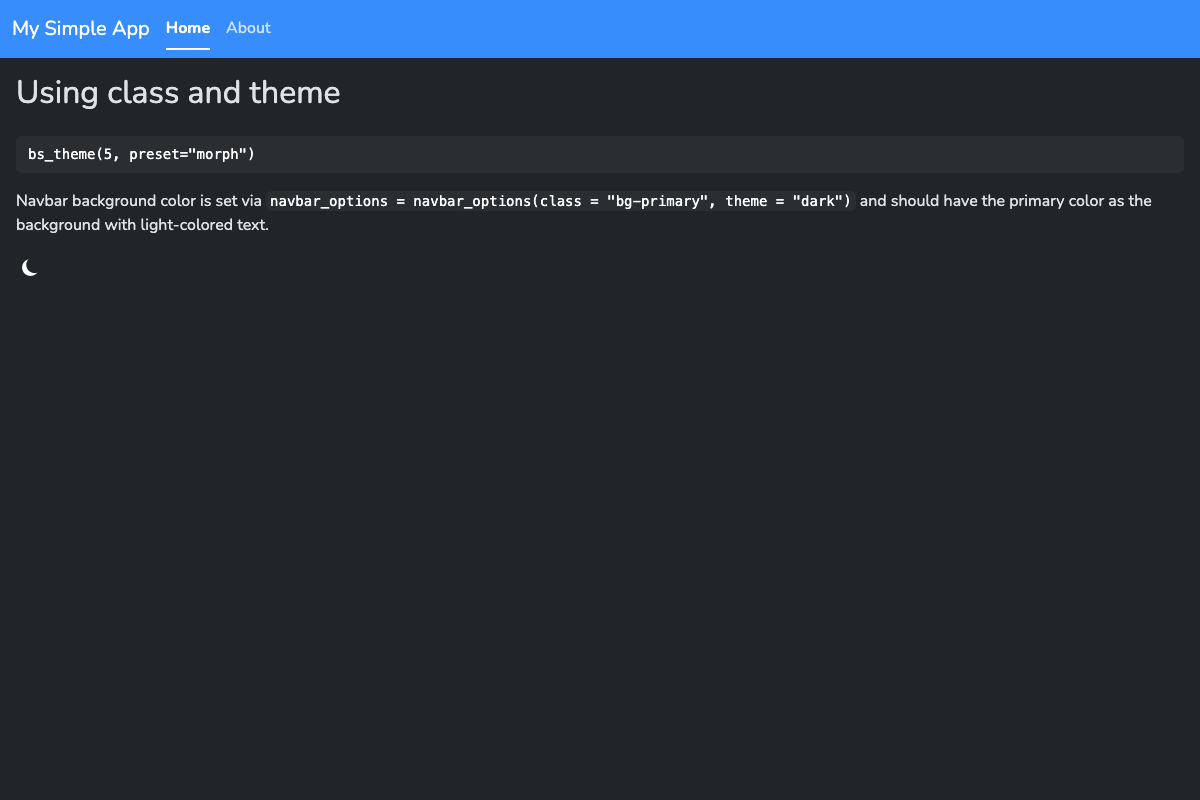 My Simple App Home About
Using class and theme
bs_theme(5, preset="morph")
Navbar background color is set via navbar_options = navbar_options(class = "bg-primary", theme = "dark") and should have the primary color as the
background with light-colored text.